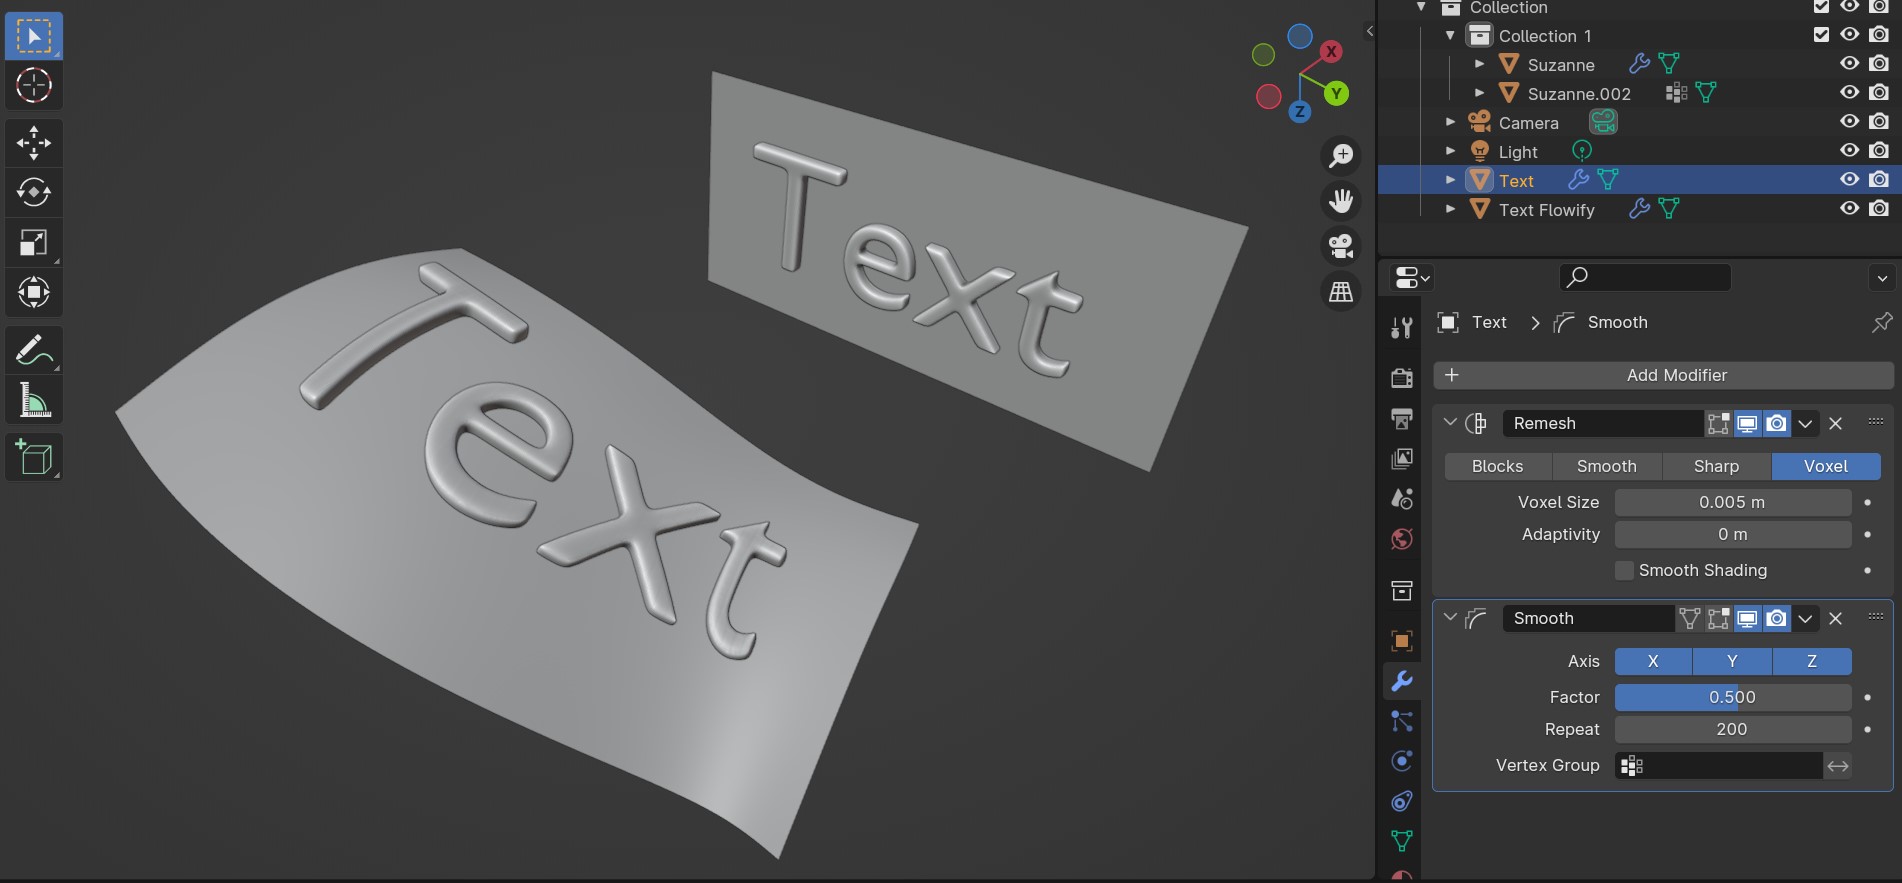 Text
Text
X
Y
Z
Collection
Collection 1
Suzanne
Suzanne.002
Camera
Light
Text
Text Flowify
Text > Smooth
+ Add Modifier
Remesh
Blocks Smooth Sharp Voxel
Voxel Size 0.005 m
Adaptivity 0 m
Smooth Shading
Smooth
Axis X Y Z
Factor 0.500
Repeat 200
Vertex Group